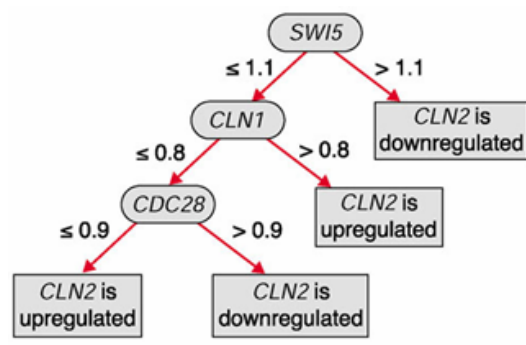 SWI5
≤ 1.1
> 1.1
CLN1
CLN2 is
downregulated
≤ 0.8
> 0.8
CDC28
CLN2 is
upregulated
≤ 0.9
> 0.9
CLN2 is
upregulated
CLN2 is
downregulated